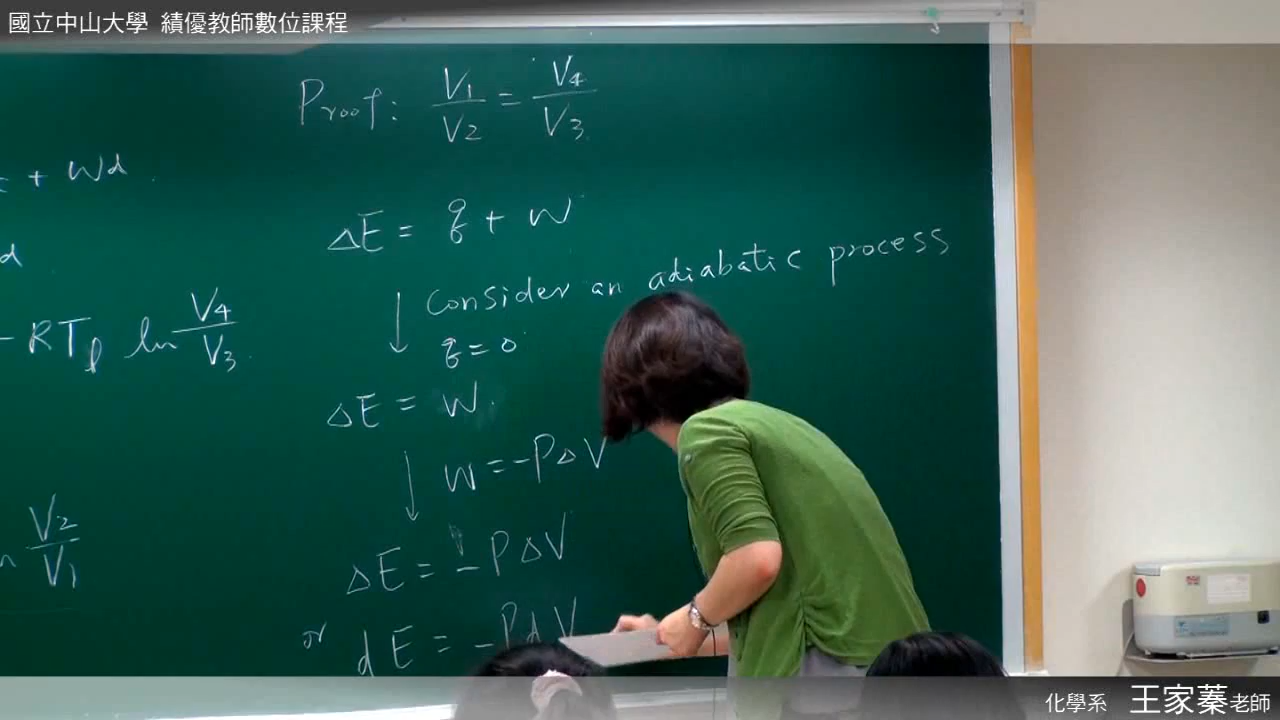 國立中山大學 績優教師數位課程
+ Wd
d
- RTl ln V4/V3
V2/V1
Proof: V1/V2 = V4/V3
ΔE = q + W
↓ Consider an adiabatic process
q = 0
ΔE = W.
↓ W = -PΔV
ΔE = -PΔV
or dE = -PdV
化學系 王家蓁老師